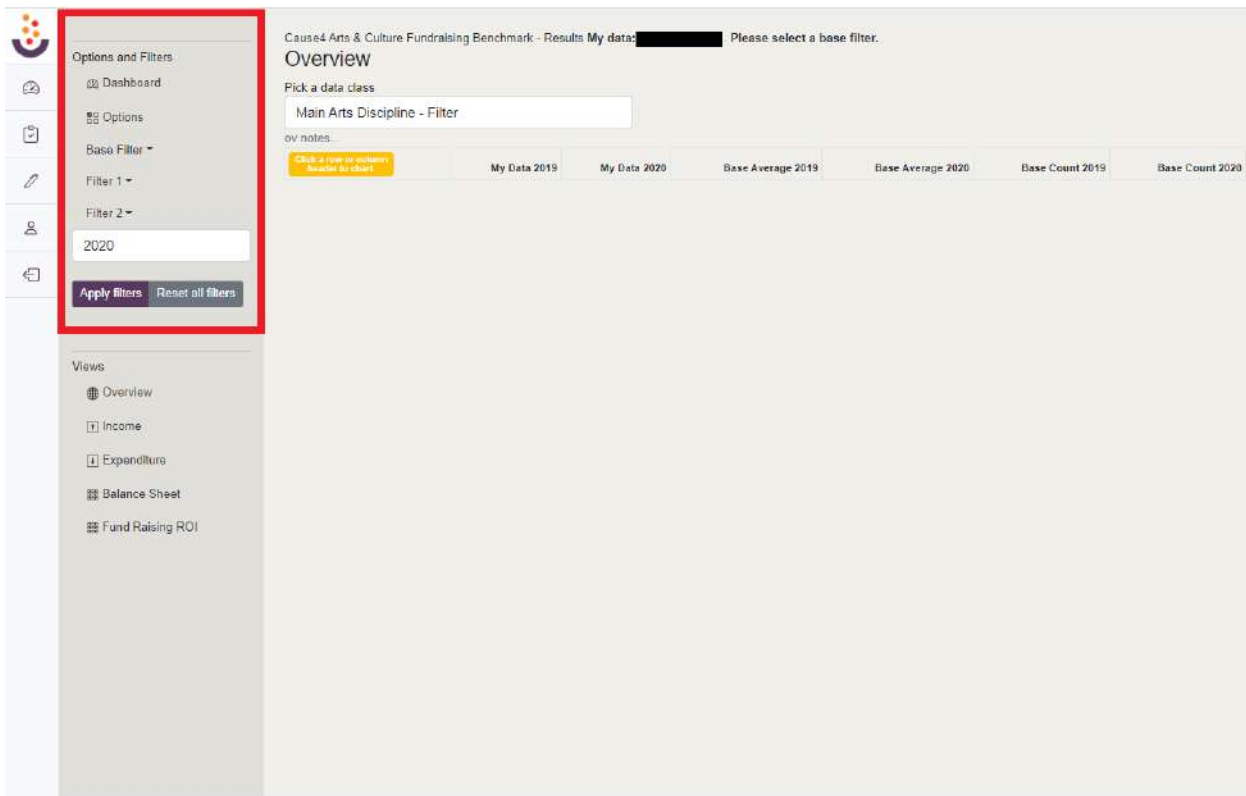 Options and Filters
Dashboard
Options
Base Filter
Filter 1
Filter 2
2020
Apply filters Reset all filters
Views
Overview
Income
Expenditure
Balance Sheet
Fund Raising ROI
Cause4 Arts & Culture Fundraising Benchmark - Results My data: Please select a base filter.
Overview
Pick a data class
Main Arts Discipline - Filter
ov notes...
Click a row or column
header to chart
My Data 2019 My Data 2020 Base Average 2019 Base Average 2020 Base Count 2019 Base Count 2020